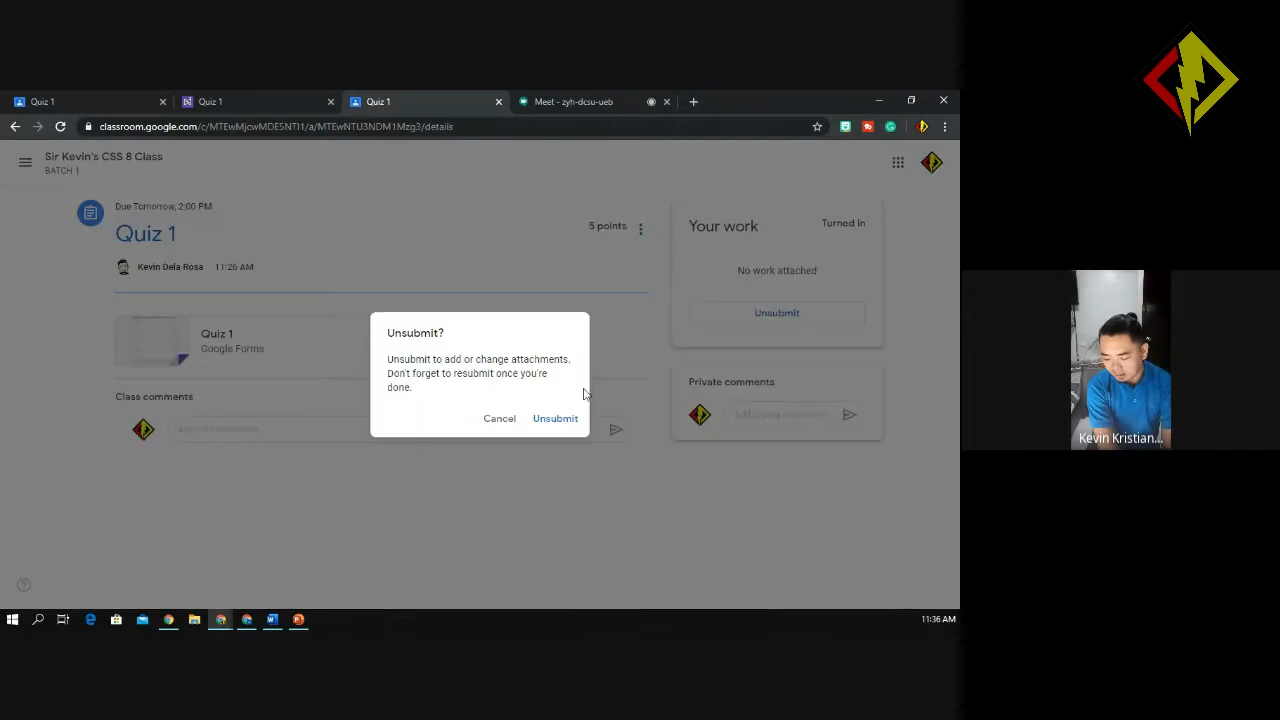 Quiz 1
Quiz 1
Quiz 1
Meet - zyh-dcsu-ueb
classroom.google.com/c/MTEwMjcwMDE5NTI1/a/MTEwNTU3NDM1Mzg3/details
Sir Kevin's CSS 8 Class
BATCH 1
Due Tomorrow, 2:00 PM
Quiz 1
5 points
Kevin Dela Rosa 11:26 AM
Quiz 1
Google Forms
Class comments
Your work
Turned in
No work attached
Unsubmit
Private comments
Unsubmit?
Unsubmit to add or change attachments.
Don't forget to resubmit once you're
done.
Cancel
Unsubmit
11:36 AM
Kevin Kristian...